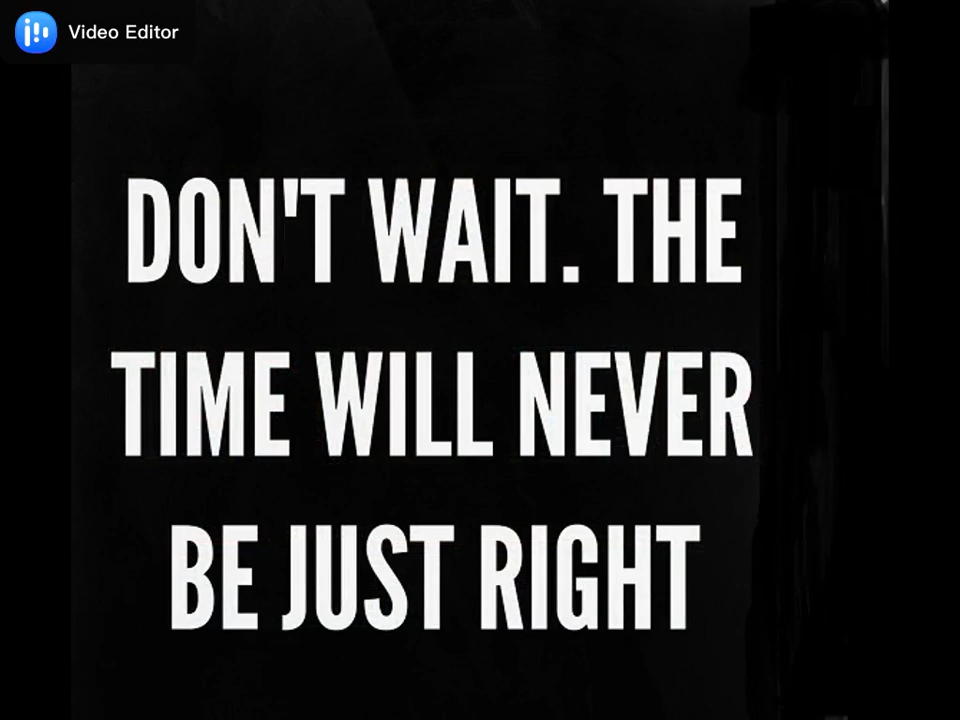 Video Editor
DON'T WAIT. THE
TIME WILL NEVER
BE JUST RIGHT